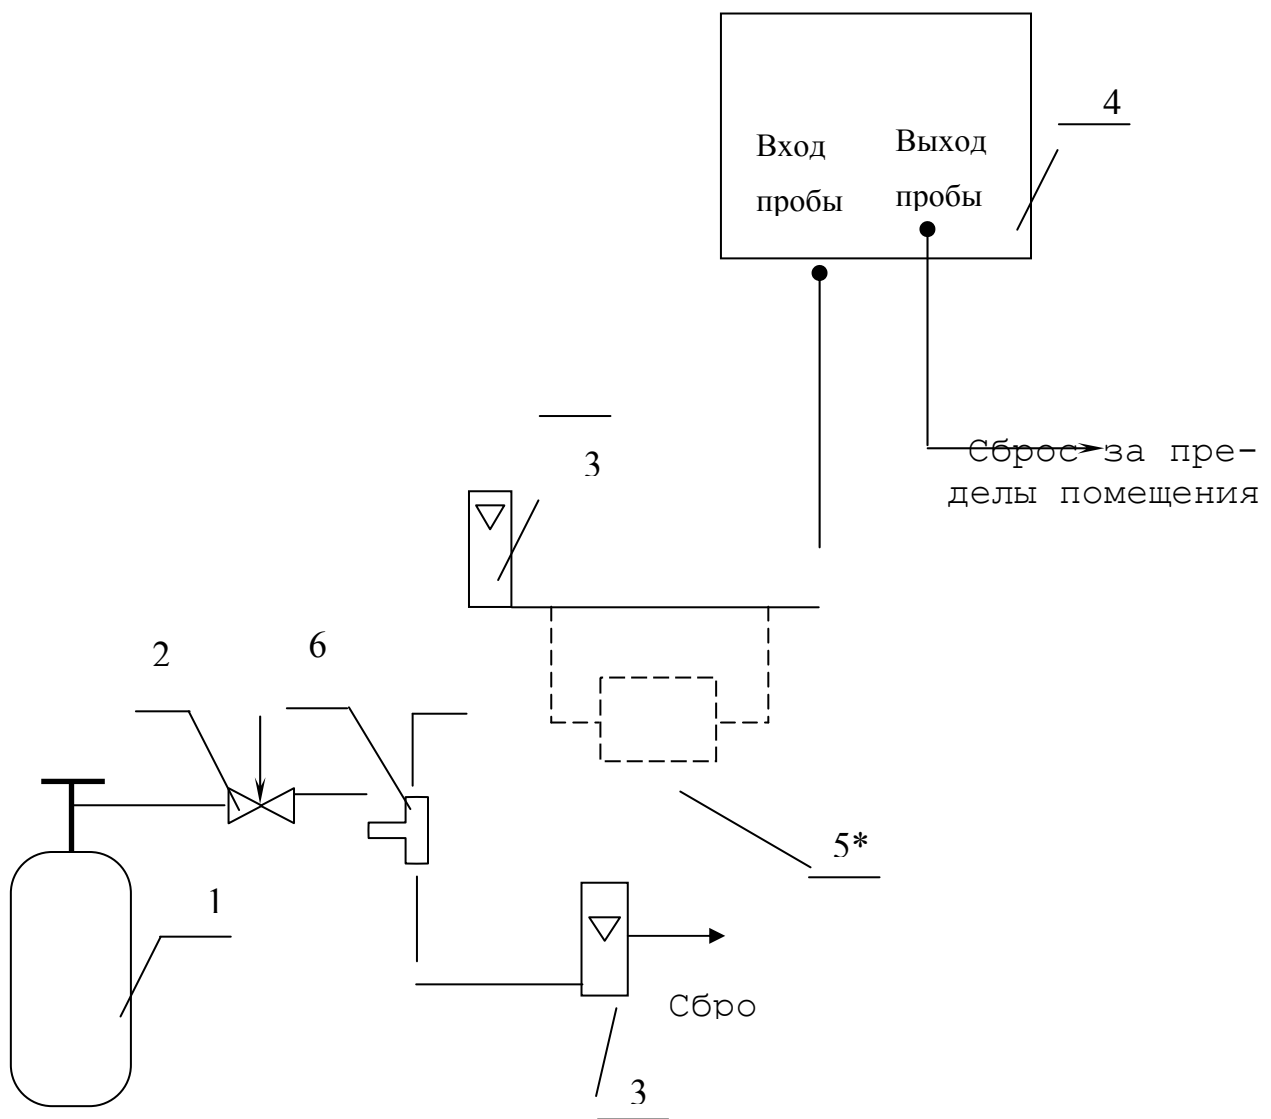 4
Вход
пробы
Выход
пробы
3
Сброс за пре-
делы помещения
2
6
5*
1
Сбро
3